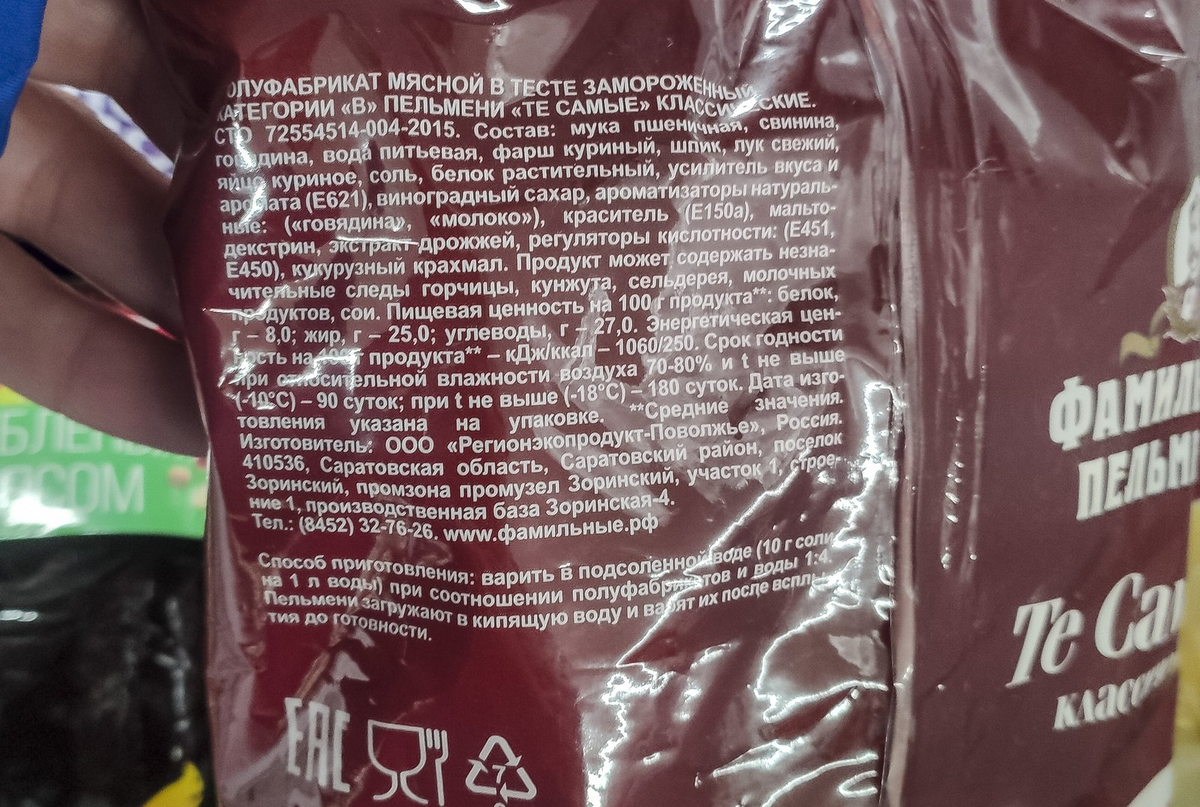 ПОЛУФАБРИКАТ МЯСНОЙ В ТЕСТЕ ЗАМОРОЖЕННЫЙ
КАТЕГОРИИ «В» ПЕЛЬМЕНИ «ТЕ САМЫЕ» КЛАССИЧЕСКИЕ.
СТО 72554514-004-2015. Состав: мука пшеничная, свинина,
говядина, вода питьевая, фарш куриный, шпик, лук свежий,
яйцо куриное, соль, белок растительный, усилитель вкуса и
аромата (Е621), виноградный сахар, ароматизаторы натураль-
ные: («говядина», «молоко»), краситель (Е150а), мальто-
декстрин, экстракт дрожжей, регуляторы кислотности: (Е451,
Е450), кукурузный крахмал. Продукт может содержать незна-
чительные следы горчицы, кунжута, сельдерея, молочных
продуктов, сои. Пищевая ценность на 100 г продукта**: белок,
г – 8,0; жир, г – 25,0; углеводы, г – 27,0. Энергетическая цен-
ность на 100 г продукта** – кДж/ккал – 1060/250. Срок годности
при относительной влажности воздуха 70-80% и t не выше
(-10°С) – 90 суток; при t не выше (-18°С) – 180 суток. Дата изго-
товления указана на упаковке. **Средние значения.
Изготовитель: ООО «Регионэкопродукт-Поволжье», Россия.
410536, Саратовская область, Саратовский район, поселок
Зоринский, промзона промузел Зоринский, участок 1, строе-
ние 1, производственная база Зоринская-4.
Тел.: (8452) 32-76-26. www.фамильные.рф
Способ приготовления: варить в подсоленной воде (10 г соли
на 1 л воды) при соотношении полуфабрикатов и воды 1:4.
Пельмени загружают в кипящую воду и варят их после всплы-
тия до готовности.
ЕАС
7
ФАМИЛЬ
ПЕЛЬМ
Те Са
класс
БЛЕ
ЯСОМ